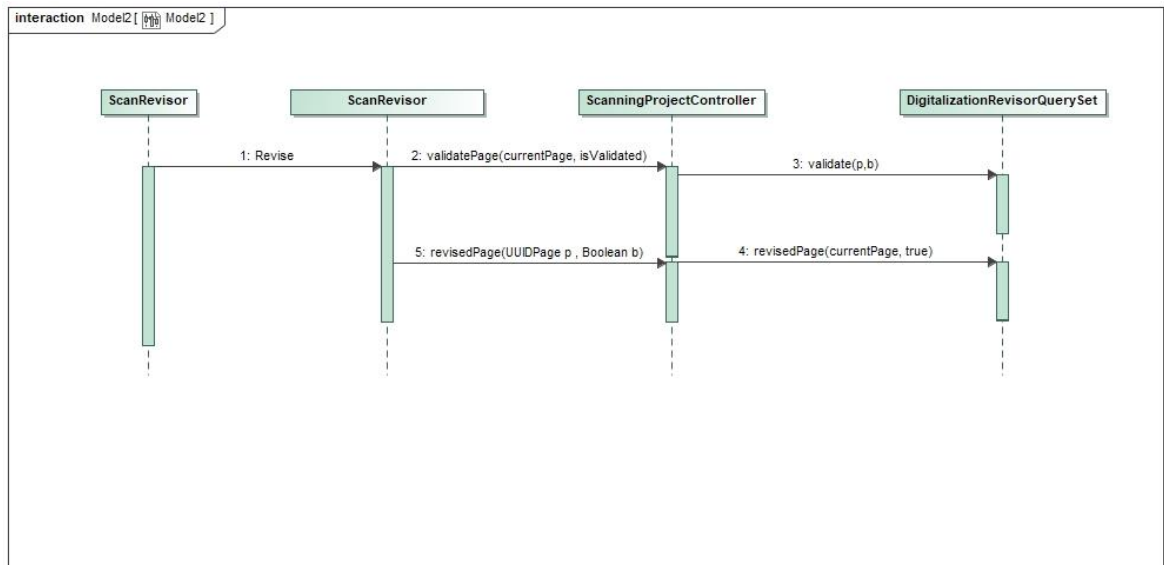 interaction Model2 [ Model2 ]
ScanRevisor
ScanRevisor
ScanningProjectController
DigitalizationRevisorQuerySet
1: Revise
2: validatePage(currentPage, isValidated)
3: validate(p,b)
5: revisedPage(UUIDPage p , Boolean b)
4: revisedPage(currentPage, true)